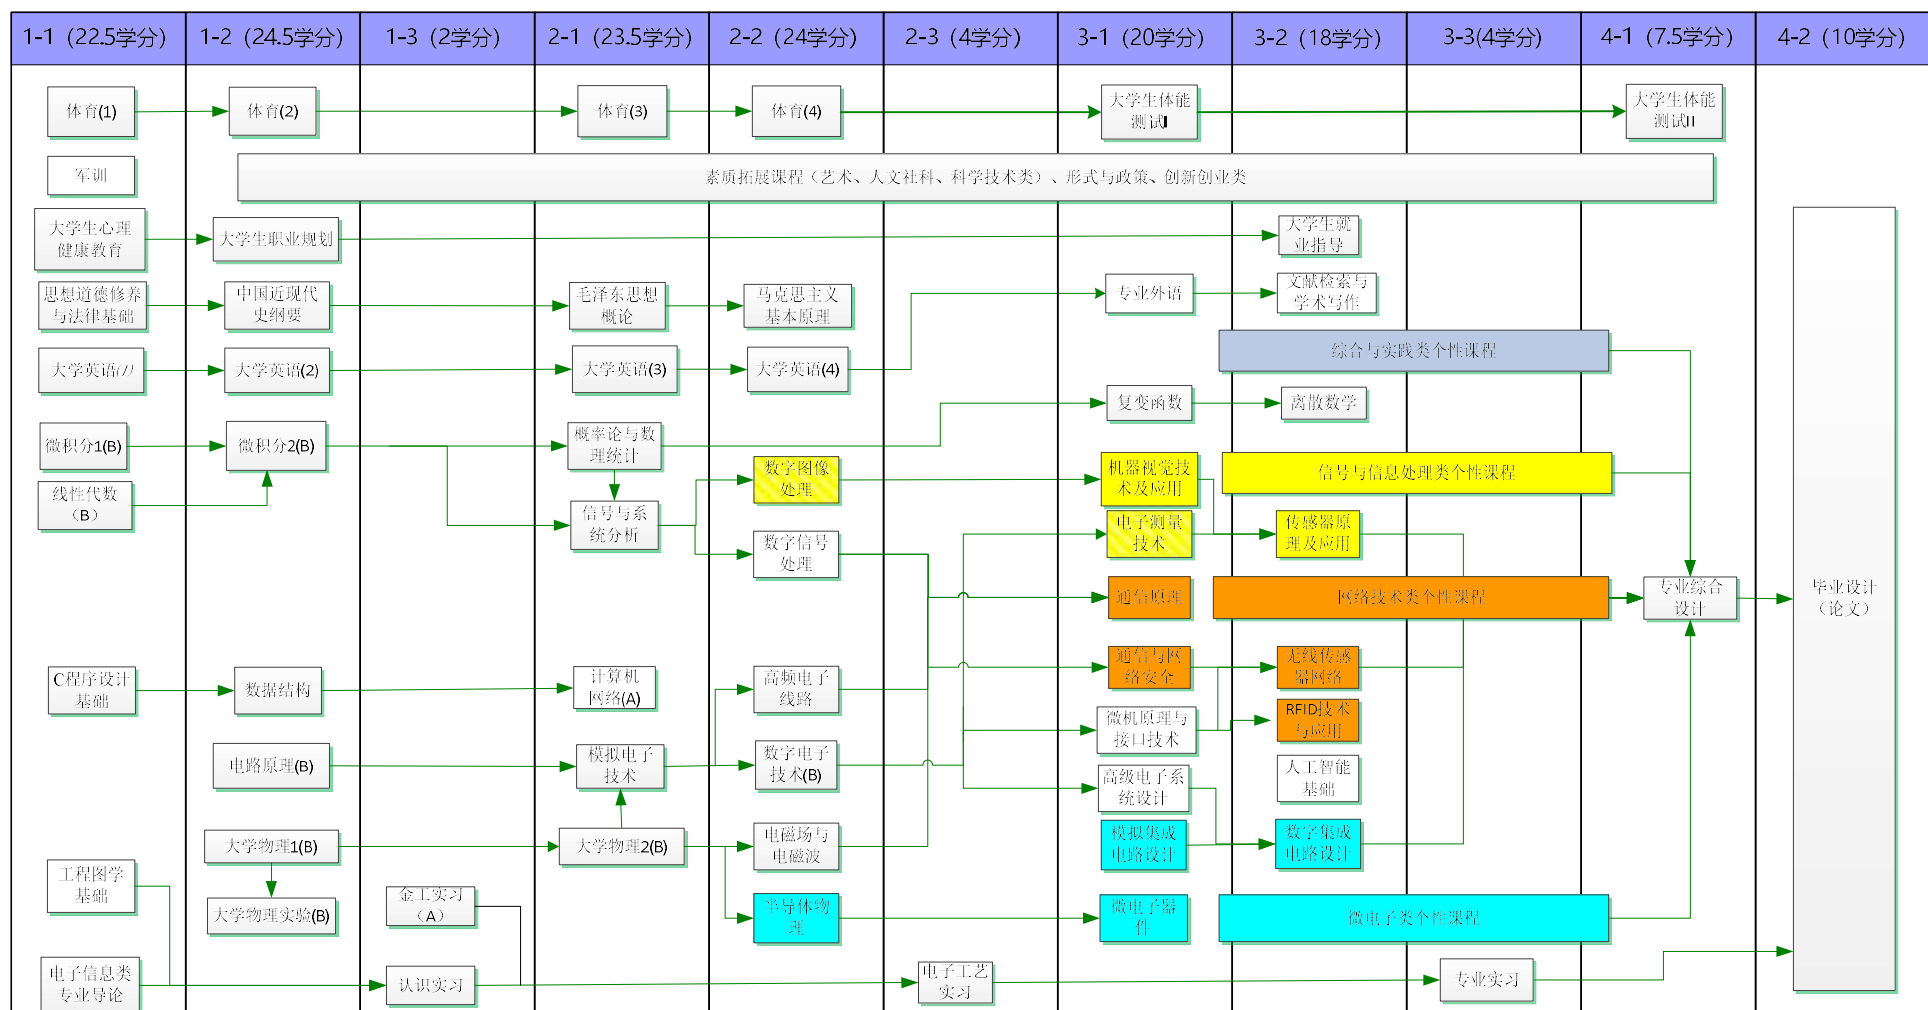 1-1（22.5学分）
1-2（24.5学分）
1-3（2学分）
2-1（23.5学分）
2-2（24学分）
2-3（4学分）
3-1（20学分）
3-2（18学分）
3-3(4学分)
4-1（7.5学分）
4-2（10学分）
体育(1)
体育(2)
体育(3)
体育(4)
大学生体能
测试I
大学生体能
测试II
军训
素质拓展课程（艺术、人文社科、科学技术类）、形式与政策、创新创业类
大学生心理
健康教育
大学生职业规划
大学生就
业指导
思想道德修养
与法律基础
中国近现代
史纲要
毛泽东思想
概论
马克思主义
基本原理
专业外语
文献检索与
学术写作
综合与实践类个性课程
大学英语(1)
大学英语(2)
大学英语(3)
大学英语(4)
复变函数
离散数学
微积分1(B)
微积分2(B)
概率论与数
理统计
数字图像
处理
机器视觉技
术及应用
信号与信息处理类个性课程
线性代数
（B）
信号与系
统分析
数字信号
处理
电子测量
技术
传感器原
理及应用
通信原理
网络技术类个性课程
专业综合
设计
毕业设计
（论文）
C程序设计
基础
数据结构
计算机
网络(A)
高频电子
线路
通信与网
络安全
无线传感
器网络
微机原理与
接口技术
RFID技术
与应用
电路原理(B)
模拟电子
技术
数字电子
技术(B)
高级电子系
统设计
人工智能
基础
大学物理1(B)
大学物理2(B)
电磁场与
电磁波
模拟集成
电路设计
数字集成
电路设计
工程图学
基础
大学物理实验(B)
金工实习
（A）
半导体物
理
微电子器
件
微电子类个性课程
电子信息类
专业导论
认识实习
电子工艺
实习
专业实习